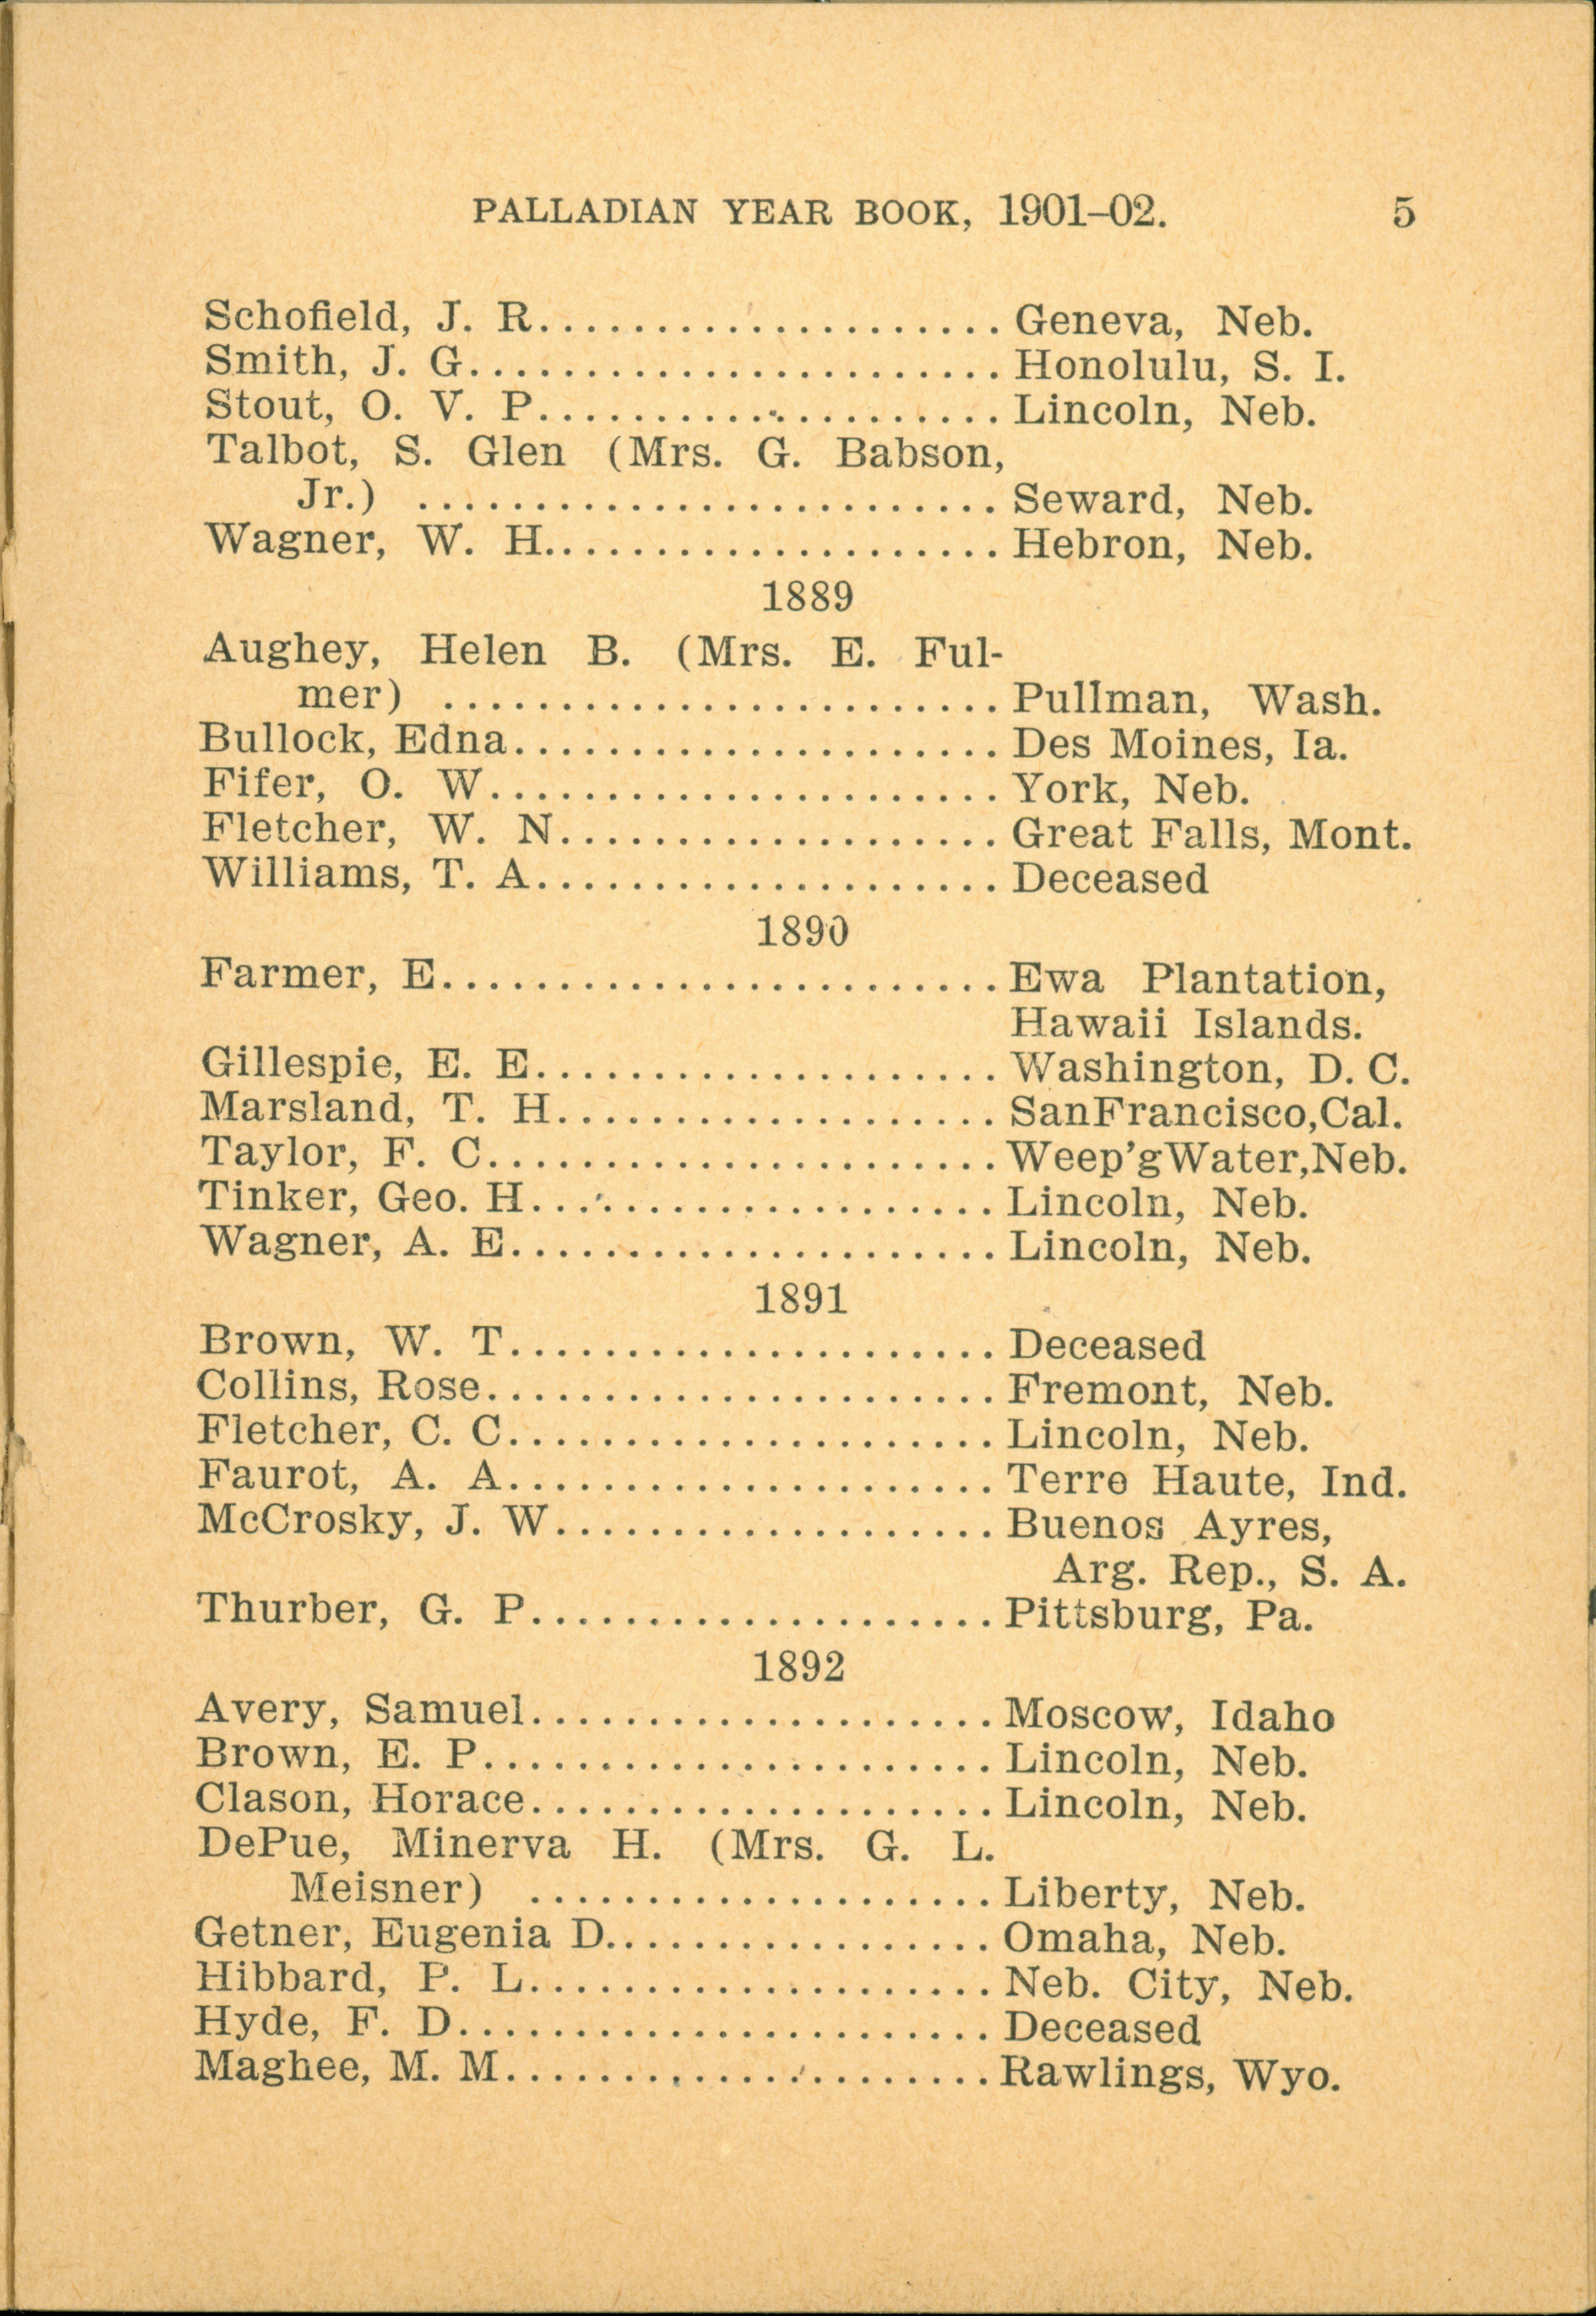 PALLADIAN YEAR BOOK, 1901–02. 5
Schofield, J. R.................... Geneva, Neb.
Smith, J. G....................... Honolulu, S. I.
Stout, O. V. P.................... Lincoln, Neb.
Talbot, S. Glen (Mrs. G. Babson,
Jr.) ......................... Seward, Neb.
Wagner, W. H.................... Hebron, Neb.
1889
Aughey, Helen B. (Mrs. E. Ful-
mer) ........................ Pullman, Wash.
Bullock, Edna..................... Des Moines, Ia.
Fifer, O. W...................... York, Neb.
Fletcher, W. N................... Great Falls, Mont.
Williams, T. A.................... Deceased
1890
Farmer, E........................ Ewa Plantation,
Hawaii Islands.
Gillespie, E. E.................... Washington, D. C.
Marsland, T. H................... SanFrancisco,Cal.
Taylor, F. C...................... Weep'gWater,Neb.
Tinker, Geo. H.................... Lincoln, Neb.
Wagner, A. E..................... Lincoln, Neb.
1891
Brown, W. T..................... Deceased
Collins, Rose...................... Fremont, Neb.
Fletcher, C. C..................... Lincoln, Neb.
Faurot, A. A..................... Terre Haute, Ind.
McCrosky, J. W................... Buenos Ayres,
Arg. Rep., S. A.
Thurber, G. P.................... Pittsburg, Pa.
1892
Avery, Samuel.................... Moscow, Idaho
Brown, E. P...................... Lincoln, Neb.
Clason, Horace.................... Lincoln, Neb.
DePue, Minerva H. (Mrs. G. L.
Meisner) .................... Liberty, Neb.
Getner, Eugenia D................. Omaha, Neb.
Hibbard, P. L.................... Neb. City, Neb.
Hyde, F. D....................... Deceased
Maghee, M. M..................... Rawlings, Wyo.